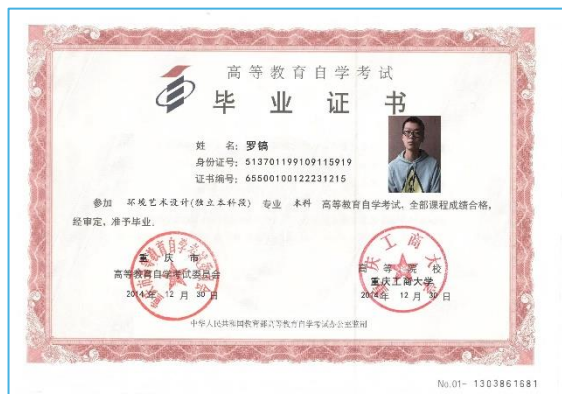 高等教育自学考试
毕业证书
姓 名：罗镐
身份证号：513701199109115919
证书编号：65500100122231215
参加 环境艺术设计(独立本科段) 专业 本科 高等教育自学考试，全部课程成绩合格，
经审定，准予毕业.
重庆市
高等教育自学考试委员会
2014年 12月 30日
高等院校
重庆工商大学
2014年 12月 30日
中华人民共和国教育部高等教育自学考试办公室监制
No.01- 1303861681